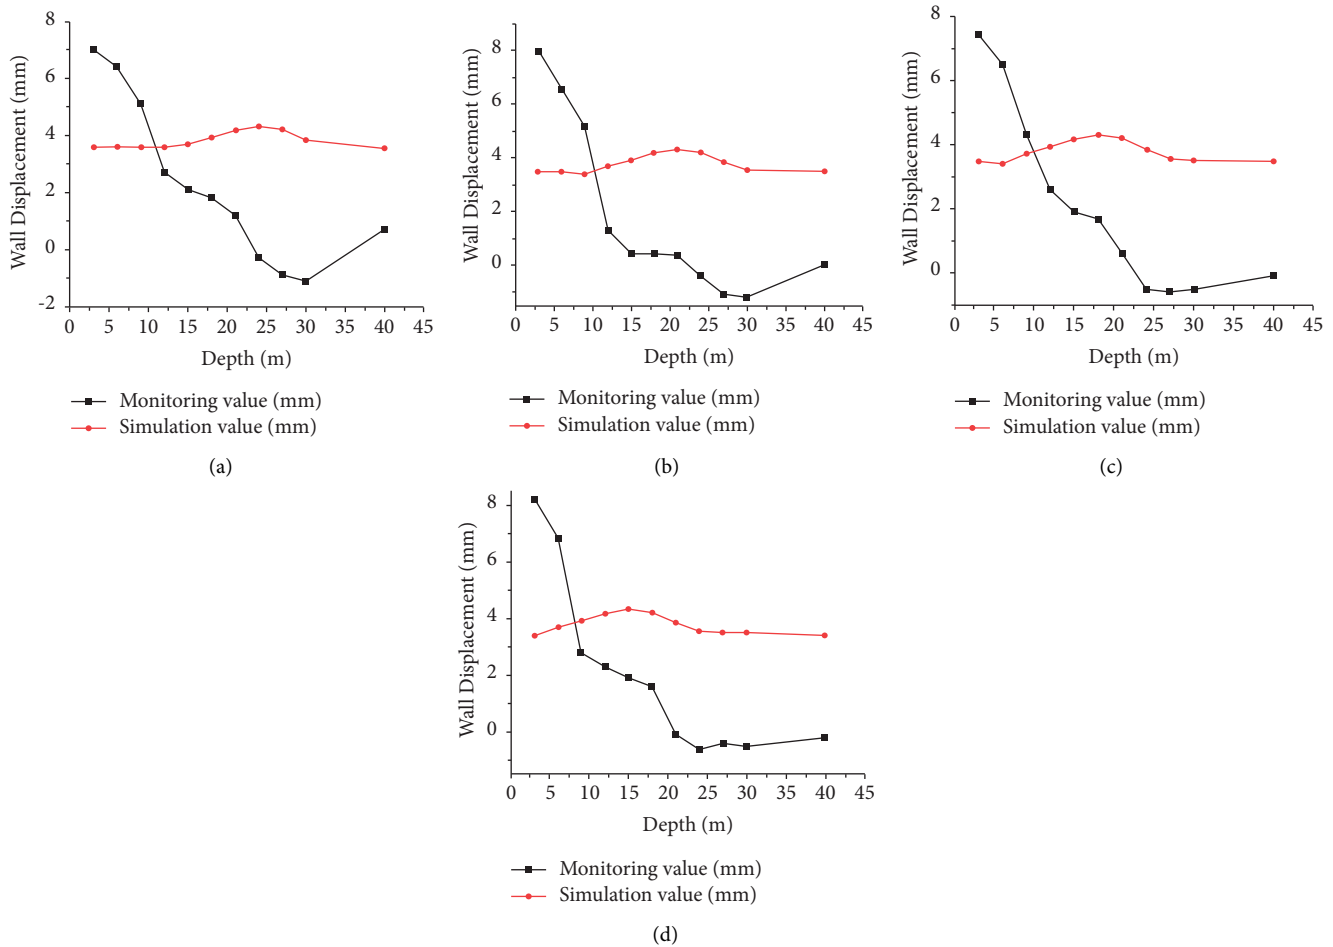 8
6
4
2
0
-2
Wall Displacement (mm)
0 5 10 15 20 25 30 35 40 45
Depth (m)
Monitoring value (mm)
Simulation value (mm)
(a)
8
6
4
2
0
Wall Displacement (mm)
0 5 10 15 20 25 30 35 40 45
Depth (m)
Monitoring value (mm)
Simulation value (mm)
(b)
8
6
4
2
0
Wall Displacement (mm)
0 5 10 15 20 25 30 35 40 45
Depth (m)
Monitoring value (mm)
Simulation value (mm)
(c)
8
6
4
2
0
Wall Displacement (mm)
0 5 10 15 20 25 30 35 40 45
Depth (m)
Monitoring value (mm)
Simulation value (mm)
(d)